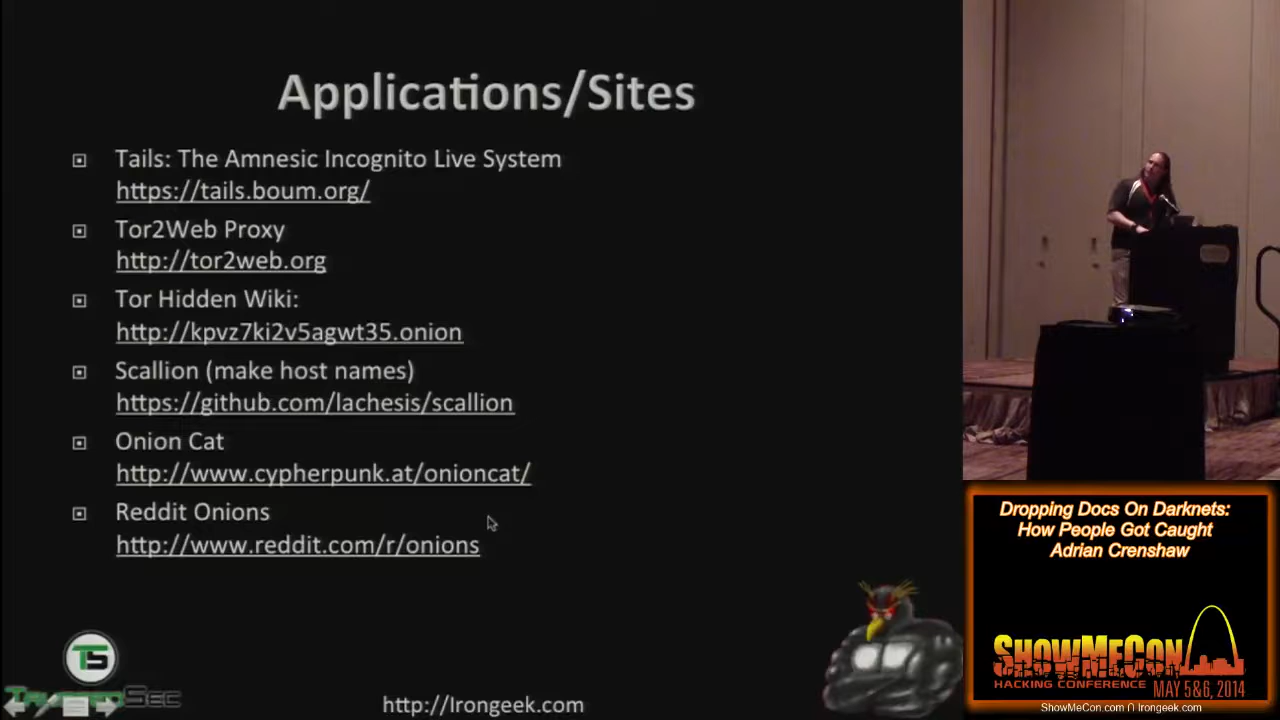 Applications/Sites
Tails: The Amnesic Incognito Live System
https://tails.boum.org/
Tor2Web Proxy
http://tor2web.org
Tor Hidden Wiki:
http://kpvz7ki2v5agwt35.onion
Scallion (make host names)
https://github.com/lachesis/scallion
Onion Cat
http://www.cypherpunk.at/onioncat/
Reddit Onions
http://www.reddit.com/r/onions
TS
TrustedSec
http://Irongeek.com
Dropping Docs On Darknets:
How People Got Caught
Adrian Crenshaw
ShowMeCon
HACKING CONFERENCE
MAY 5&6, 2014
ShowMeCon.com ∩ Irongeek.com